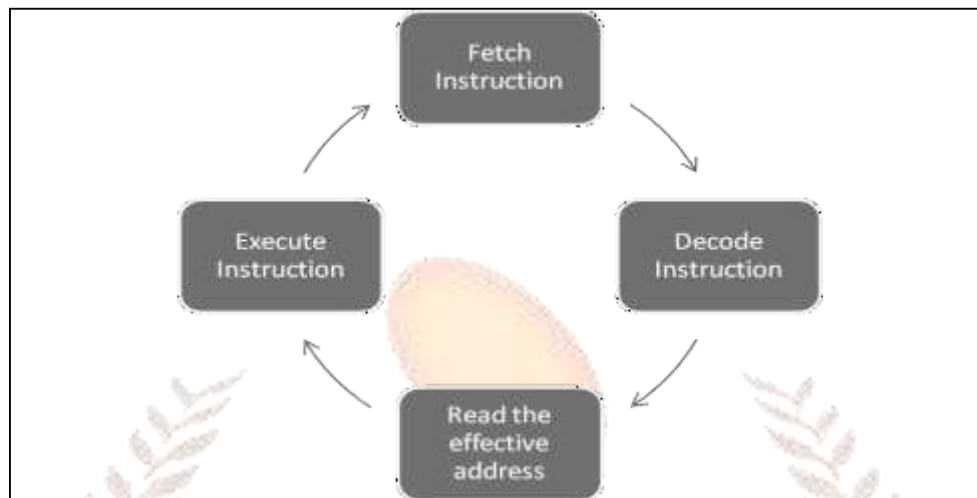 Fetch
Instruction
Execute
Instruction
Decode
Instruction
Read the
effective
address